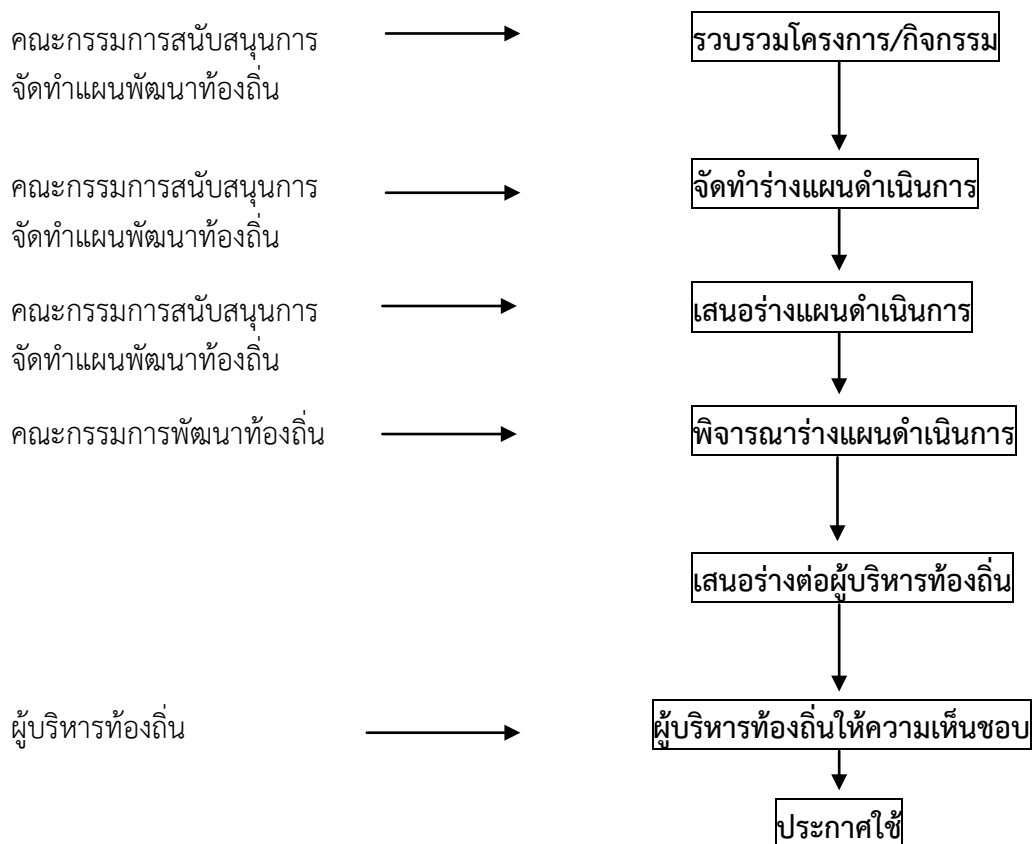 คณะกรรมการสนับสนุนการ
จัดทำแผนพัฒนาท้องถิ่น
รวบรวมโครงการ/กิจกรรม
คณะกรรมการสนับสนุนการ
จัดทำแผนพัฒนาท้องถิ่น
จัดทำร่างแผนดำเนินการ
คณะกรรมการสนับสนุนการ
จัดทำแผนพัฒนาท้องถิ่น
เสนอร่างแผนดำเนินการ
คณะกรรมการพัฒนาท้องถิ่น
พิจารณาร่างแผนดำเนินการ
เสนอร่างต่อผู้บริหารท้องถิ่น
ผู้บริหารท้องถิ่น
ผู้บริหารท้องถิ่นให้ความเห็นชอบ
ประกาศใช้